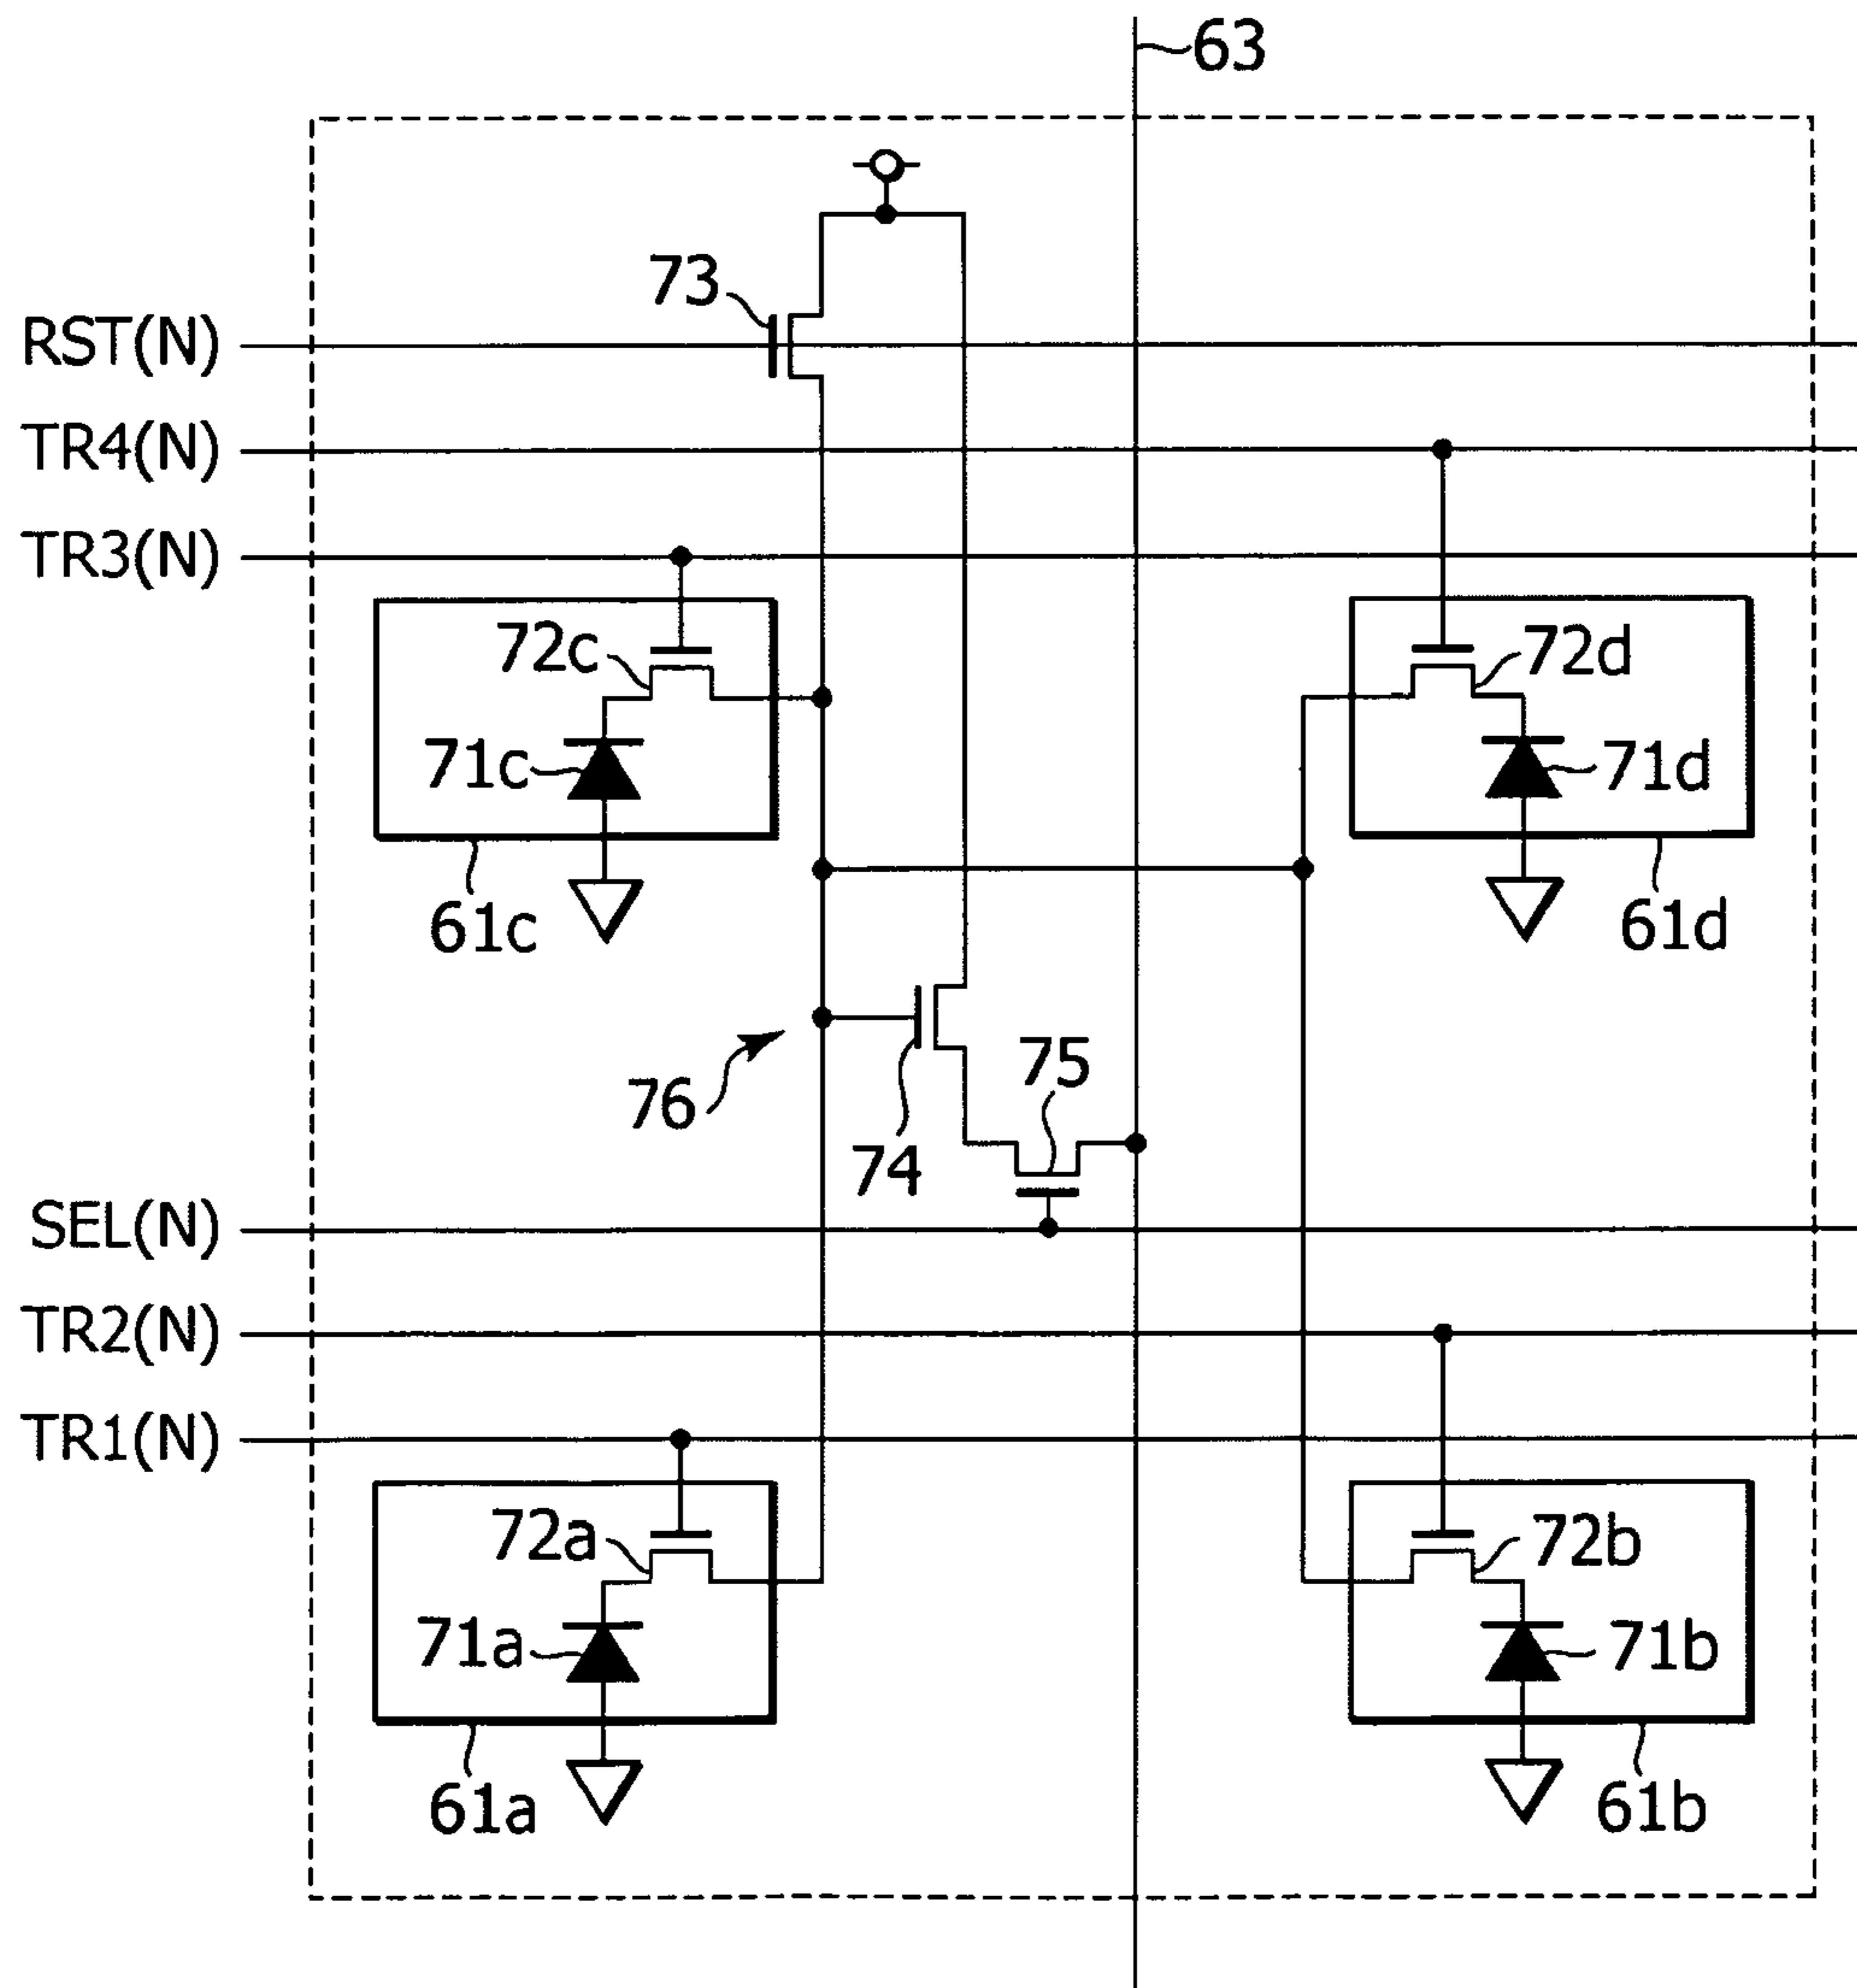 63
73
RST(N)
TR4(N)
TR3(N)
72c
72d
71c
71d
61c
61d
75
76
74
SEL(N)
TR2(N)
TR1(N)
72a
72b
71a
71b
61a
61b